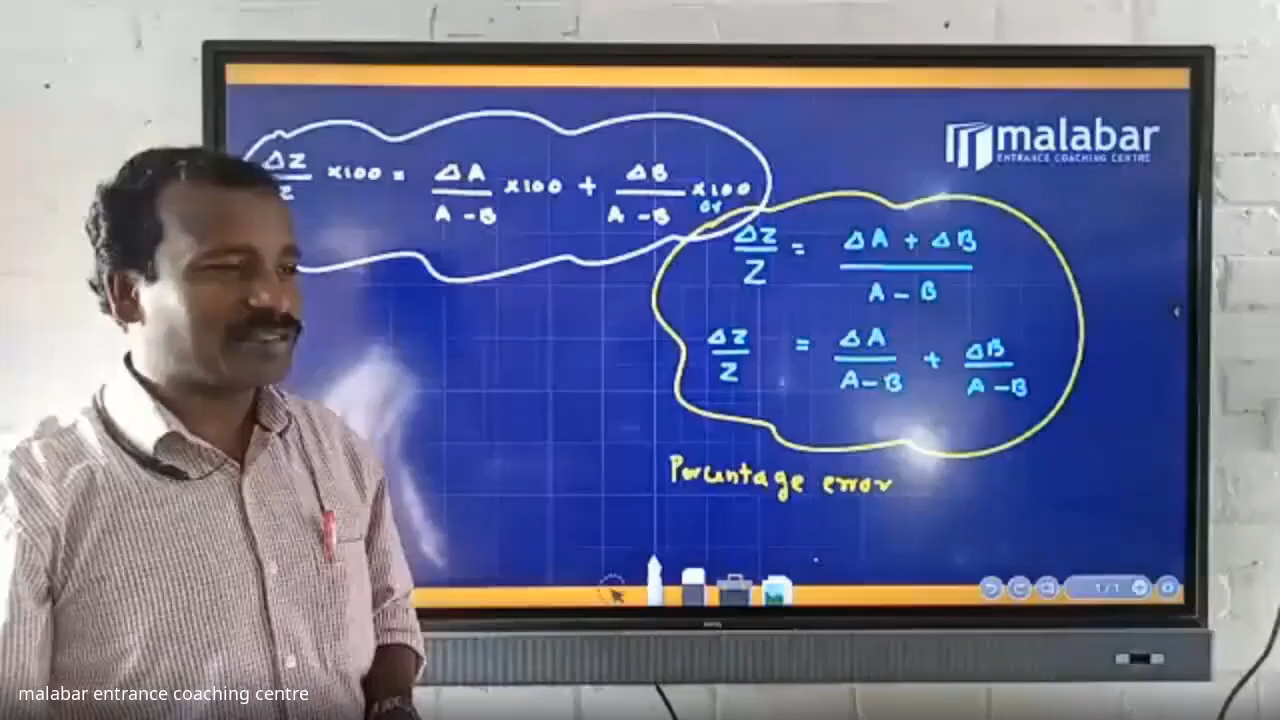 malabar
ENTRANCE COACHING CENTRE
ΔZ/Z ×100 = ΔA/A-B ×100 + ΔB/A-B ×100
or
ΔZ/Z = ΔA + ΔB/A-B
ΔZ/Z = ΔA/A-B + ΔB/A-B
Percentage error
1/1
malabar entrance coaching centre